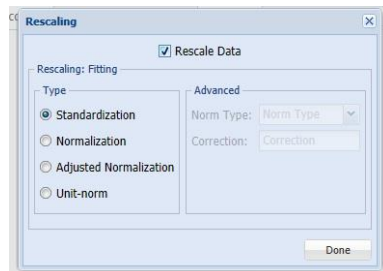 Rescaling
Rescale Data
Rescaling: Fitting
Type
Standardization
Normalization
Adjusted Normalization
Unit-norm
Advanced
Norm Type: Norm Type
Correction: Correction
Done